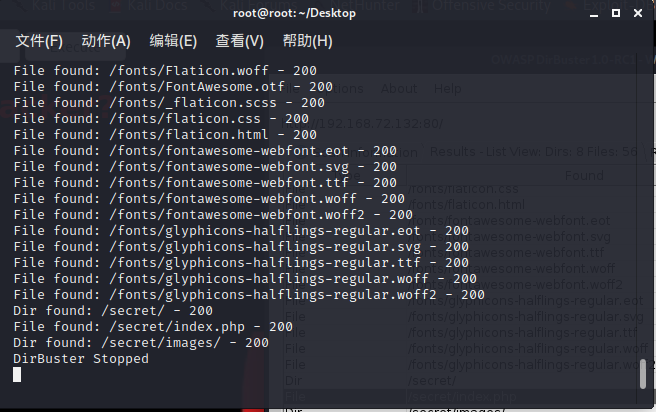 Kali Tools Kali Docs NetHunter Offensive Security
root@root: ~/Desktop
文件(F) 动作(A) 编辑(E) 查看(V) 帮助(H)
File found: /fonts/Flaticon.woff - 200
File found: /fonts/FontAwesome.otf - 200
File found: /fonts/_flaticon.scss - 200
File found: /fonts/flaticon.css - 200
File found: /fonts/flaticon.html - 200
File found: /fonts/fontawesome-webfont.eot - 200
File found: /fonts/fontawesome-webfont.svg - 200
File found: /fonts/fontawesome-webfont.ttf - 200
File found: /fonts/fontawesome-webfont.woff - 200
File found: /fonts/fontawesome-webfont.woff2 - 200
File found: /fonts/glyphicons-halflings-regular.eot - 200
File found: /fonts/glyphicons-halflings-regular.svg - 200
File found: /fonts/glyphicons-halflings-regular.ttf - 200
File found: /fonts/glyphicons-halflings-regular.woff - 200
File found: /fonts/glyphicons-halflings-regular.woff2 - 200
Dir found: /secret/ - 200
File found: /secret/index.php - 200
Dir found: /secret/images/ - 200
DirBuster Stopped